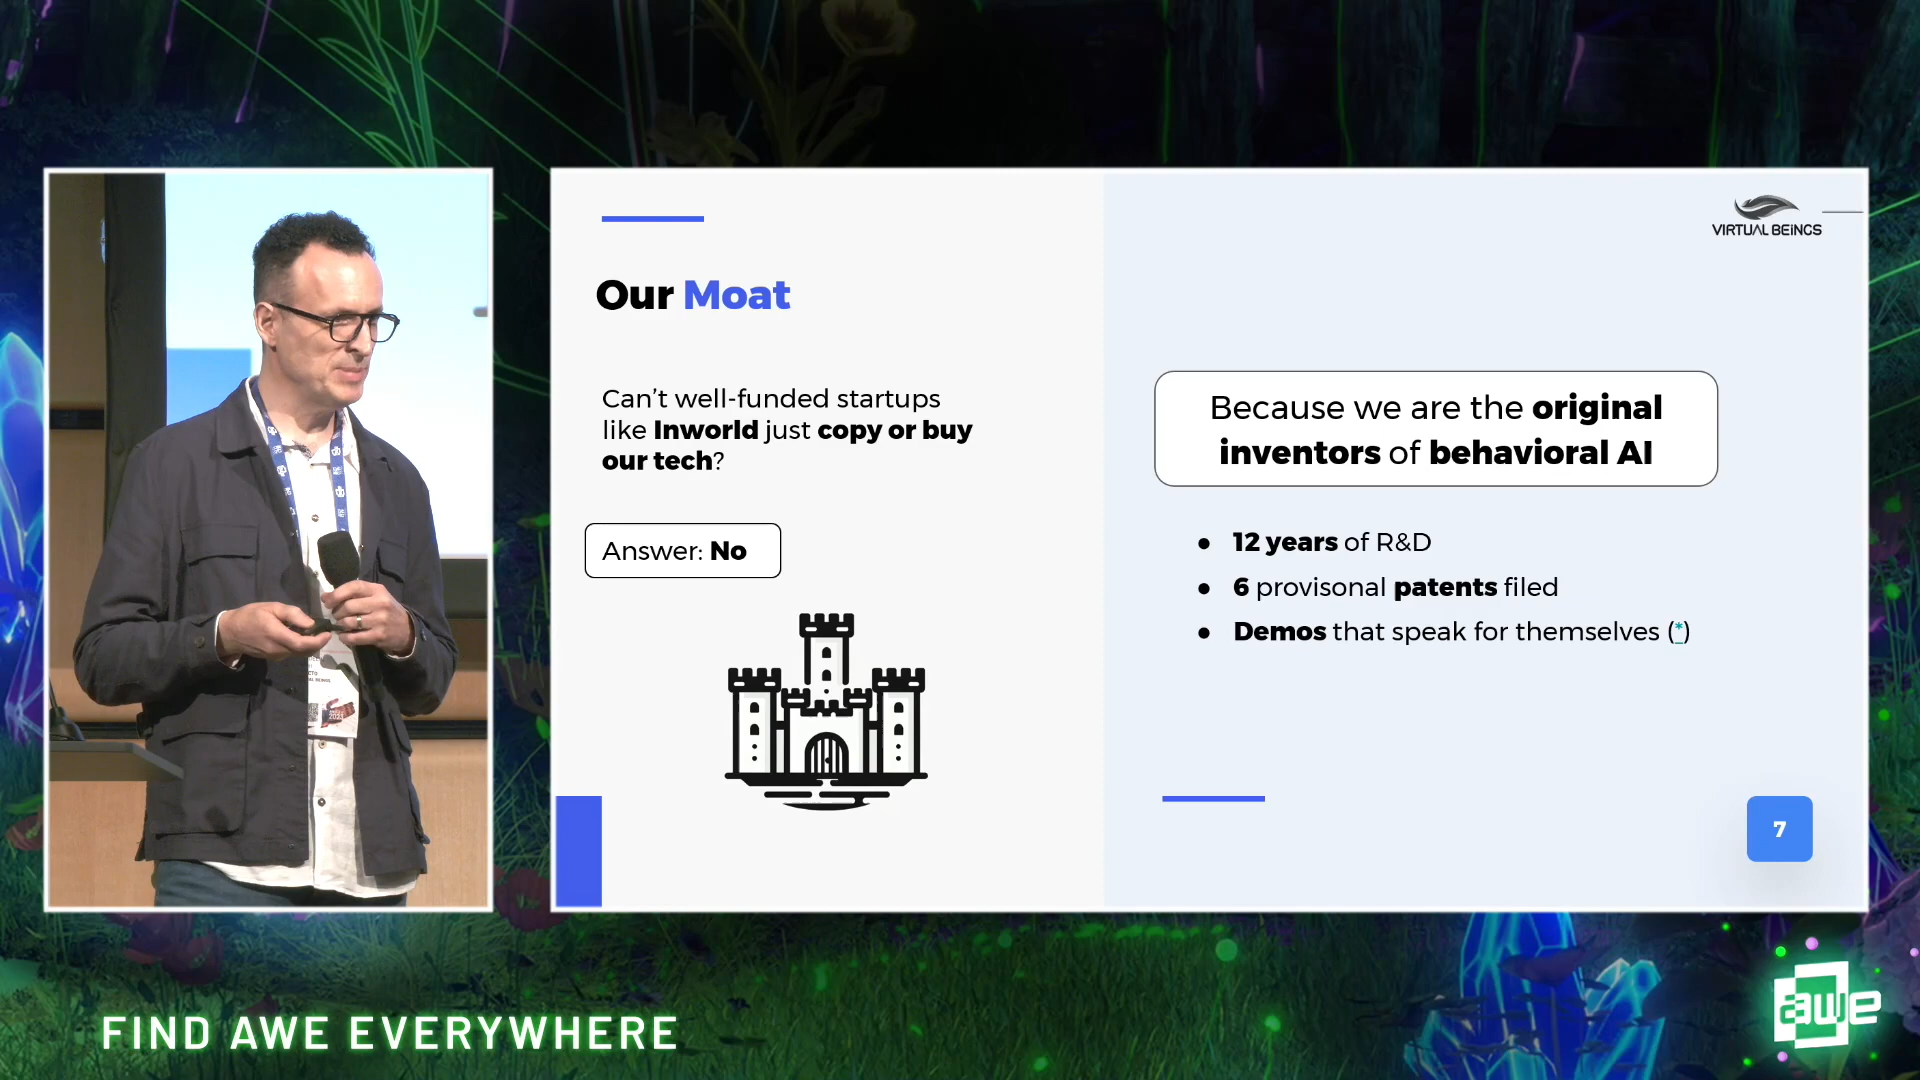 VIRTUAL BEINGS
Our Moat
Can’t well-funded startups
like Inworld just copy or buy
our tech?
Answer: No
Because we are the original
inventors of behavioral AI
● 12 years of R&D
● 6 provisonal patents filed
● Demos that speak for themselves (*)
7
FIND AWE EVERYWHERE
awe